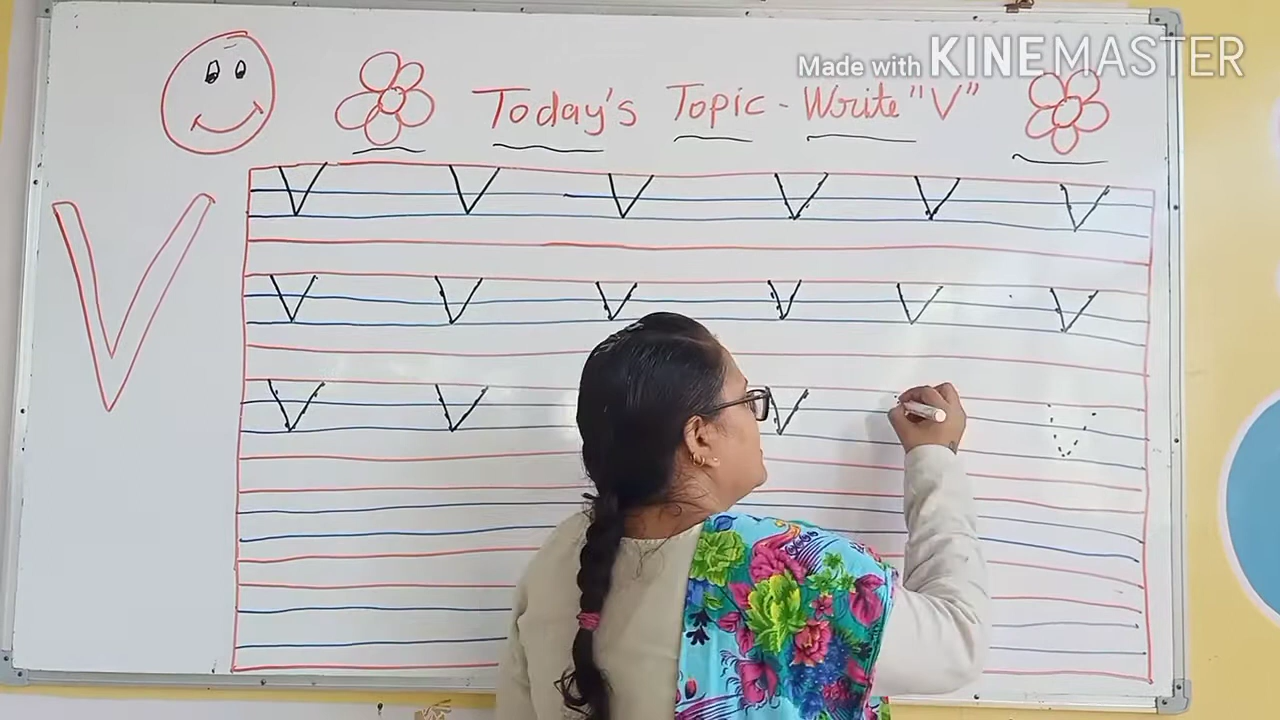 Made with KINEMASTER
Today's Topic - Write "V"
V
V V V V V V
V V V V V V
V V V